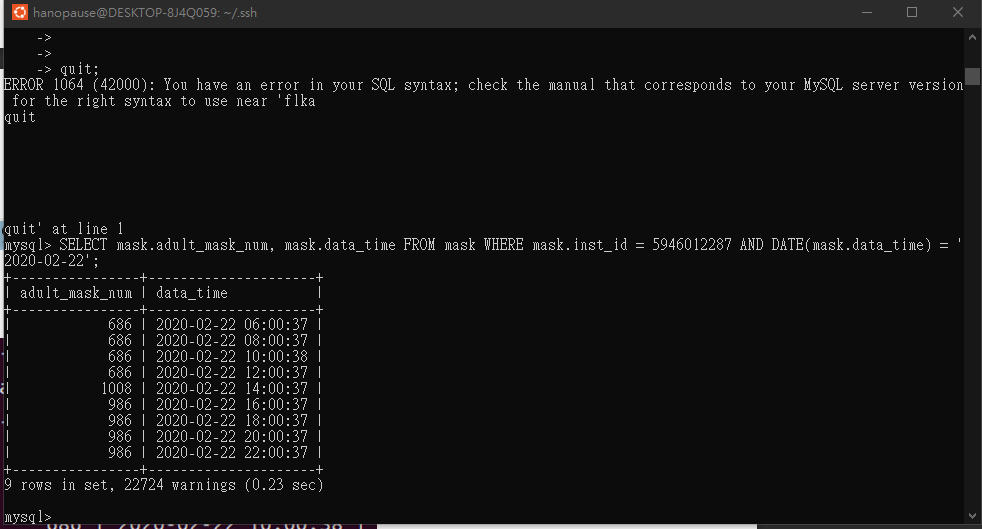 hanopause@DESKTOP-8J4Q059: ~/.ssh
->
->
-> quit;
ERROR 1064 (42000): You have an error in your SQL syntax; check the manual that corresponds to your MySQL server version
for the right syntax to use near 'flka
quit
quit' at line 1
mysql> SELECT mask.adult_mask_num, mask.data_time FROM mask WHERE mask.inst_id = 5946012287 AND DATE(mask.data_time) = '
2020-02-22';
+----------------+---------------------+
| adult_mask_num | data_time           |
+----------------+---------------------+
|            686 | 2020-02-22 06:00:37 |
|            686 | 2020-02-22 08:00:37 |
|            686 | 2020-02-22 10:00:38 |
|            686 | 2020-02-22 12:00:37 |
|           1008 | 2020-02-22 14:00:37 |
|            986 | 2020-02-22 16:00:37 |
|            986 | 2020-02-22 18:00:37 |
|            986 | 2020-02-22 20:00:37 |
|            986 | 2020-02-22 22:00:37 |
+----------------+---------------------+
9 rows in set, 22724 warnings (0.23 sec)
mysql>
686 | 2020-02-22 10:00:38 |